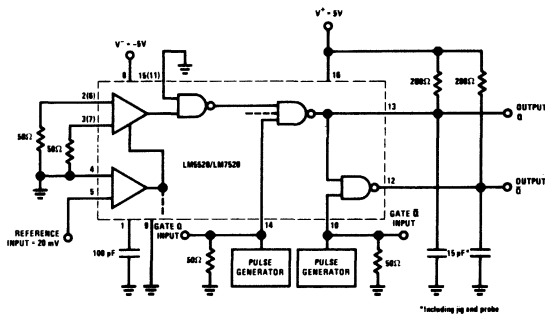 V⁻ = -5V
V⁺ = 5V
8
15(11)
16
2(6)
3(7)
50Ω
50Ω
4
5
LM5520/LM7520
200Ω
200Ω
13
OUTPUT
Q
12
OUTPUT
Q̅
REFERENCE
INPUT = 20 mV
1
9
100 pF
GATE Q
INPUT
14
10
GATE Q̅
INPUT
50Ω
PULSE
GENERATOR
PULSE
GENERATOR
50Ω
15 pF*
*Including jig and probe